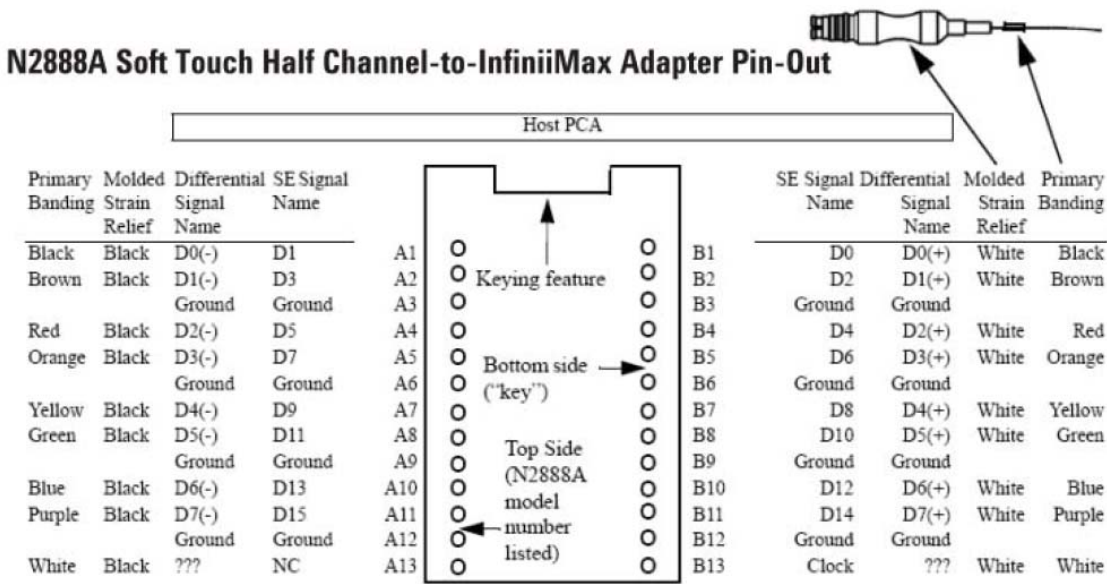 N2888A Soft Touch Half Channel-to-InfiniiMax Adapter Pin-Out
Host PCA
Primary Molded Differential SE Signal
Banding Strain Signal Name
Relief Name
SE Signal Differential Molded Primary
Name Signal Strain Banding
Name Relief
Black Black D0(-) D1 A1 B1 D0 D0(+) White Black
Brown Black D1(-) D3 A2 Keying feature B2 D2 D1(+) White Brown
Ground Ground A3 B3 Ground Ground
Red Black D2(-) D5 A4 B4 D4 D2(+) White Red
Orange Black D3(-) D7 A5 B5 D6 D3(+) White Orange
Bottom side
("key")
Ground Ground A6 B6 Ground Ground
Yellow Black D4(-) D9 A7 B7 D8 D4(+) White Yellow
Green Black D5(-) D11 A8 B8 D10 D5(+) White Green
Ground Ground A9 B9 Ground Ground
Top Side
(N2888A
model
number
listed)
Blue Black D6(-) D13 A10 B10 D12 D6(+) White Blue
Purple Black D7(-) D15 A11 B11 D14 D7(+) White Purple
Ground Ground A12 B12 Ground Ground
White Black ??? NC A13 B13 Clock ??? White White